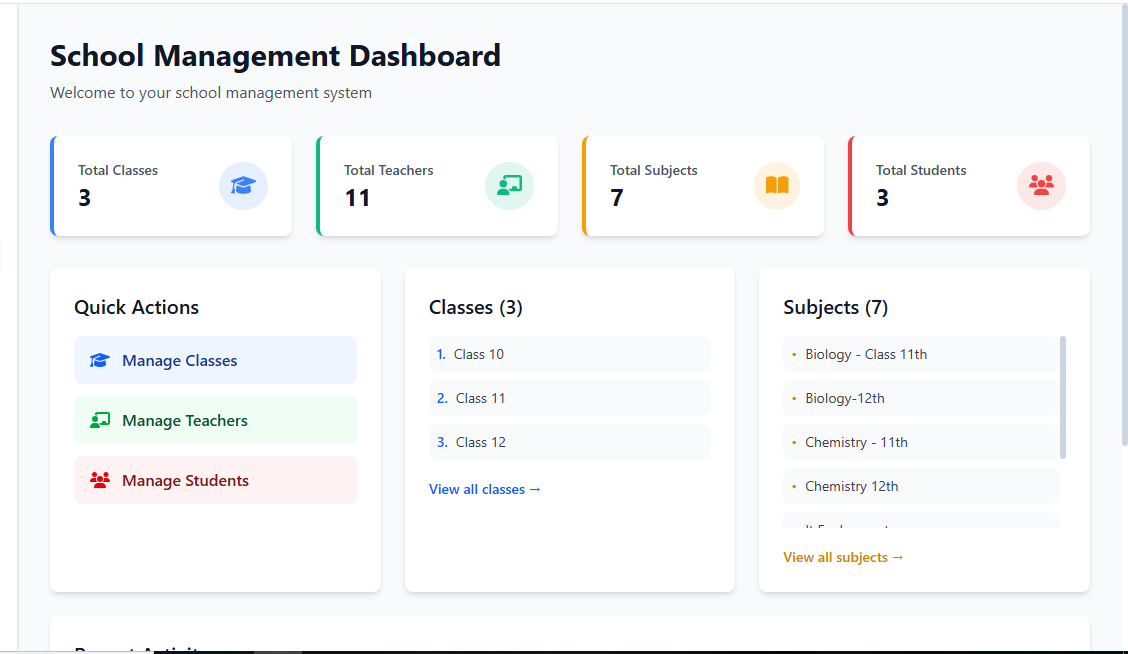 School Management Dashboard
Welcome to your school management system
Total Classes
3
Total Teachers
11
Total Subjects
7
Total Students
3
Quick Actions
Manage Classes
Manage Teachers
Manage Students
Classes (3)
1. Class 10
2. Class 11
3. Class 12
View all classes →
Subjects (7)
• Biology - Class 11th
• Biology-12th
• Chemistry - 11th
• Chemistry 12th
View all subjects →